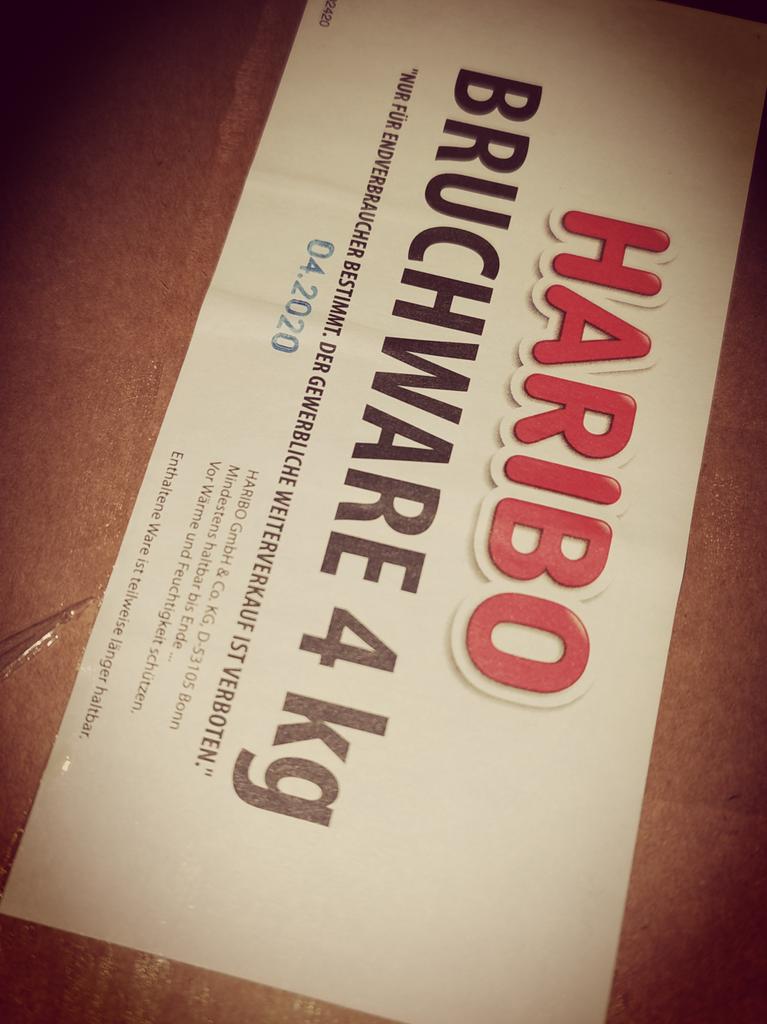 HARIBO
BRUCHWARE 4 kg
"NUR FÜR ENDVERBRAUCHER BESTIMMT. DER GEWERBLICHE WEITERVERKAUF IST VERBOTEN."
04.2020
HARIBO GmbH & Co. KG, D-53105 Bonn
Mindestens haltbar bis Ende ...
Vor Wärme und Feuchtigkeit schützen.
Enthaltene Ware ist teilweise länger haltbar.